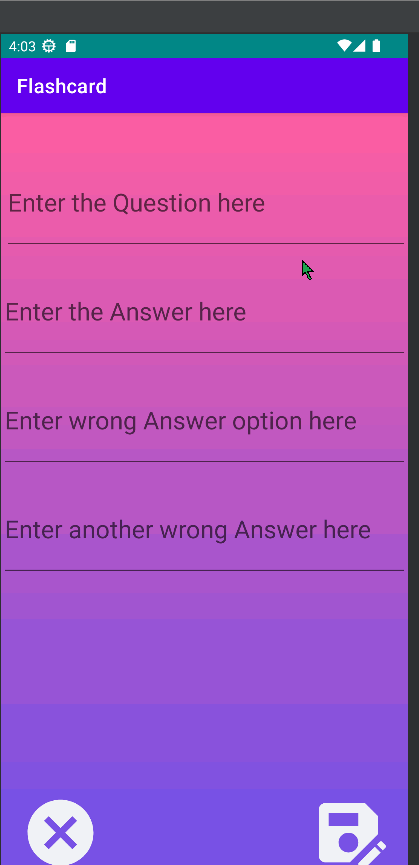 4:03
Flashcard
Enter the Question here
Enter the Answer here
Enter wrong Answer option here
Enter another wrong Answer here